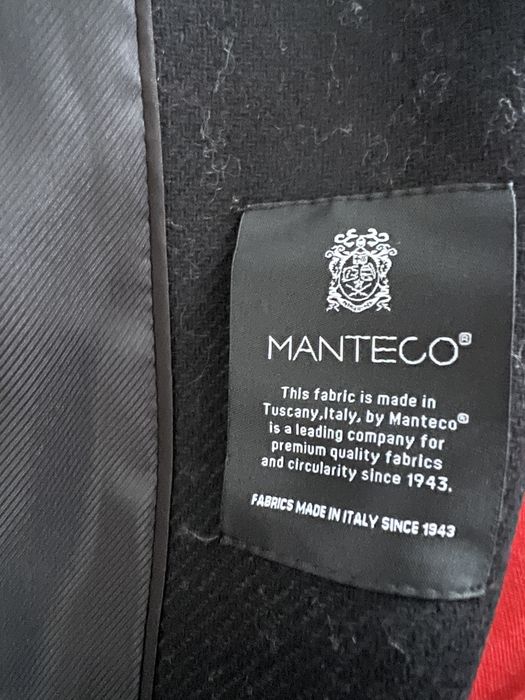 MANTECO®
This fabric is made in
Tuscany,Italy, by Manteco®
is a leading company for
premium quality fabrics
and circularity since 1943.
FABRICS MADE IN ITALY SINCE 1943